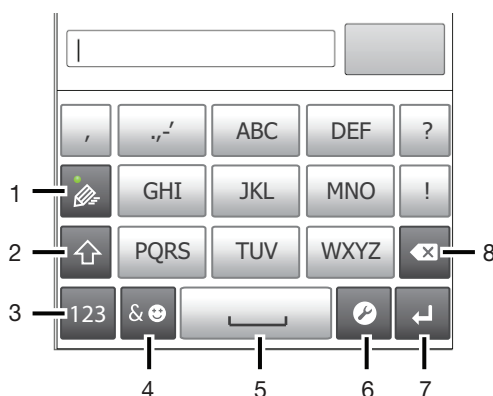 , .,-′ ABC DEF ?
1 GHI JKL MNO !
2 PQRS TUV WXYZ 8
3 123 &
4 5 6 7